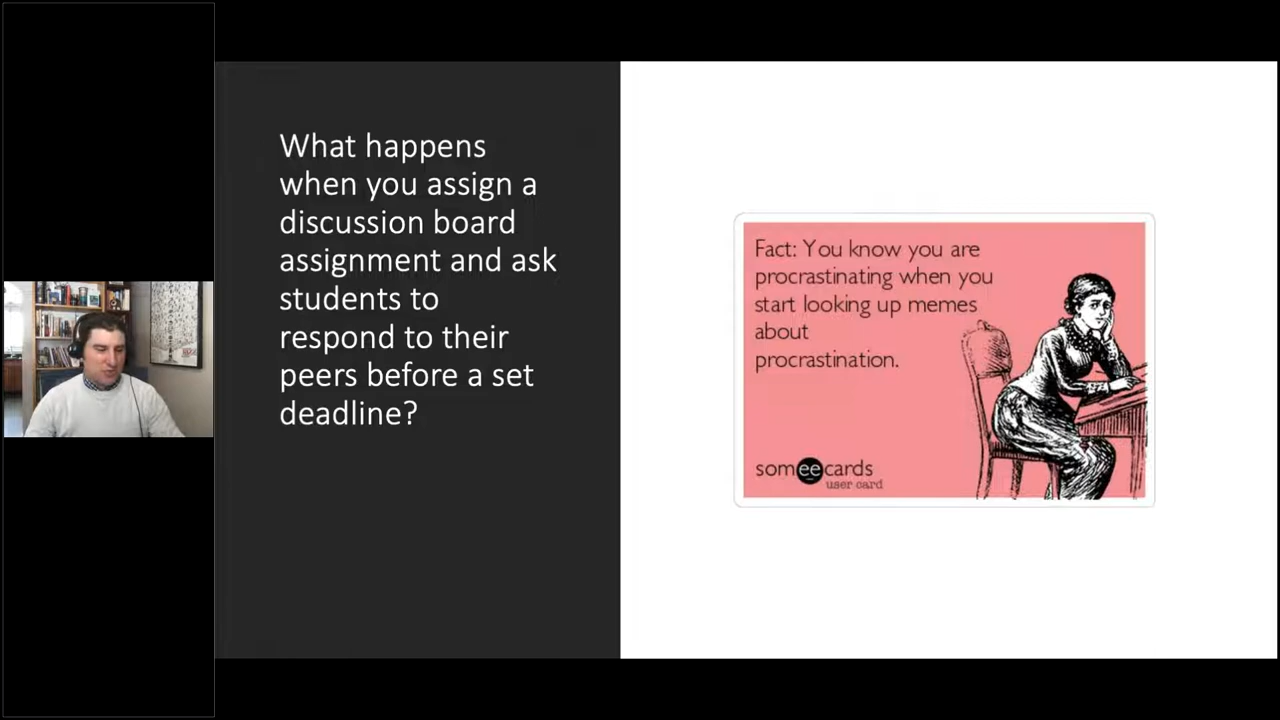 What happens
when you assign a
discussion board
assignment and ask
students to
respond to their
peers before a set
deadline?
Fact: You know you are
procrastinating when you
start looking up memes
about
procrastination.
someecards
user card